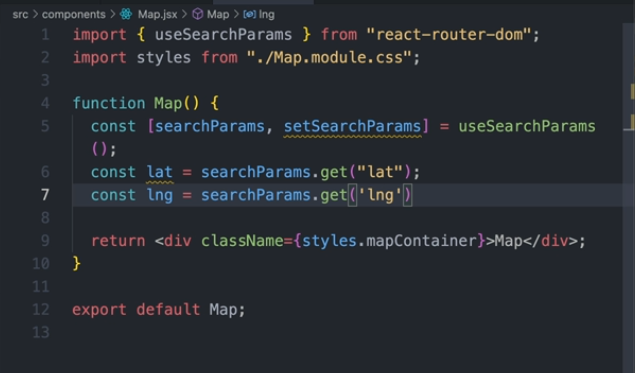 src > components > Map.jsx > Map > lng
1 import { useSearchParams } from "react-router-dom";
2 import styles from "./Map.module.css";
3
4 function Map() {
5 const [searchParams, setSearchParams] = useSearchParams
();
6 const lat = searchParams.get("lat");
7 const lng = searchParams.get('lng')
8
9 return <div className={styles.mapContainer}>Map</div>;
10 }
11
12 export default Map;
13